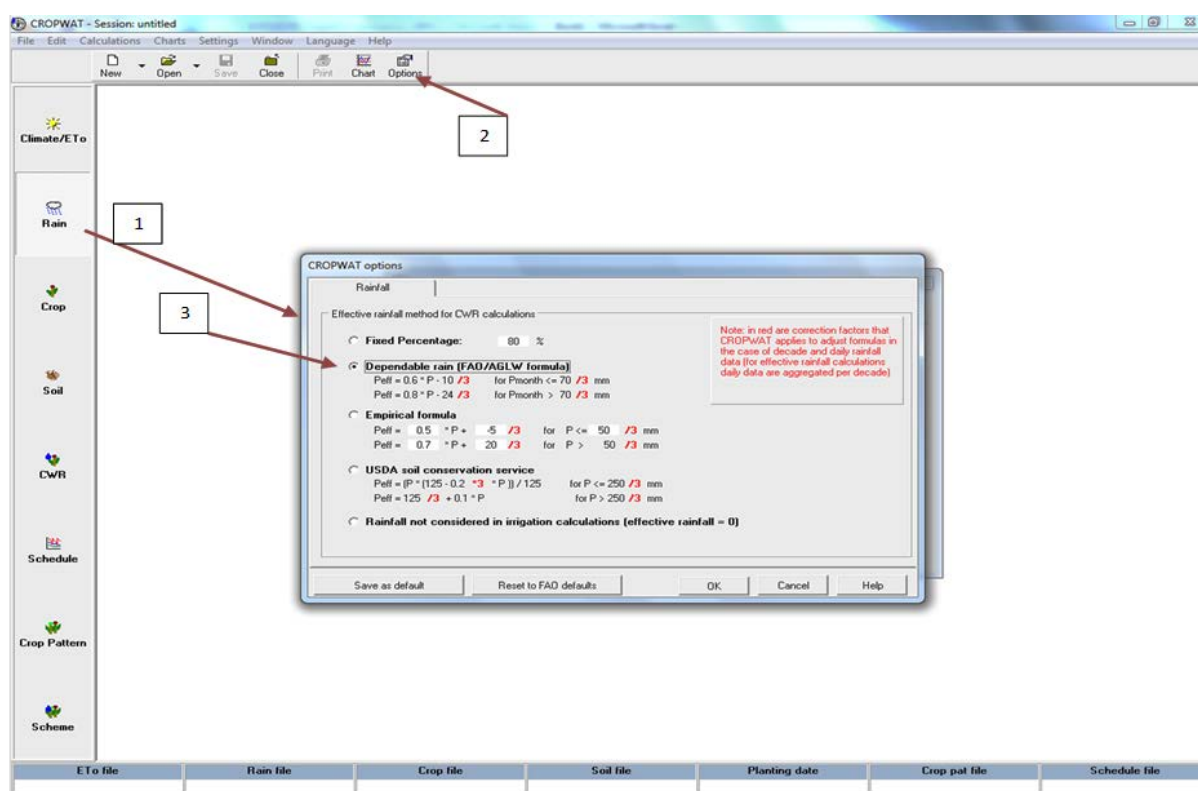 CROPWAT - Session: untitled
File Edit Calculations Charts Settings Window Language Help
New Open Save Close Print Chart Options
2
Climate/ETo
Rain
1
Crop
3
Soil
CWR
Schedule
Crop Pattern
Scheme
CROPWAT options
Rainfall
Effective rainfall method for CWR calculations
Fixed Percentage: 80 %
Dependable rain (FAO/AGLW formula)
Peff = 0.6 * P - 10 /3 for Pmonth <= 70 /3 mm
Peff = 0.8 * P - 24 /3 for Pmonth > 70 /3 mm
Empirical formula
Peff = 0.5 * P + -5 /3 for P <= 50 /3 mm
Peff = 0.7 * P + 20 /3 for P > 50 /3 mm
USDA soil conservation service
Peff = (P * (125 - 0.2 *3 * P)) / 125 for P <= 250 /3 mm
Peff = 125 /3 + 0.1 * P for P > 250 /3 mm
Rainfall not considered in irrigation calculations (effective rainfall = 0)
Note: in red are correction factors that
CROPWAT applies to adjust formulas in
the case of decade and daily rainfall
data (for effective rainfall calculations
daily data are aggregated per decade)
Save as default Reset to FAO defaults OK Cancel Help
ETo file Rain file Crop file Soil file Planting date Crop pat file Schedule file